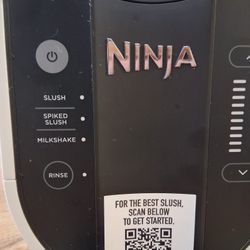 NINJA
SLUSH
SPIKED
SLUSH
MILKSHAKE
RINSE
FOR THE BEST SLUSH,
SCAN BELOW
TO GET STARTED.